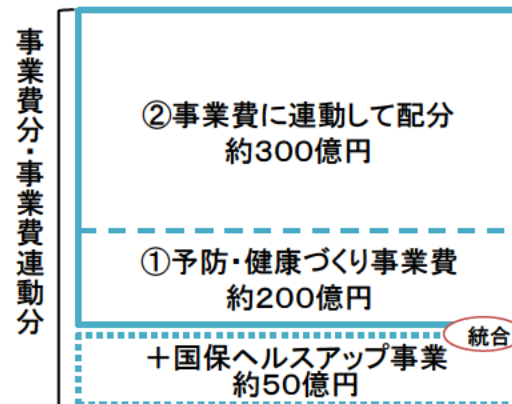 事業費分・事業費連動分
②事業費に連動して配分
約300億円
①予防・健康づくり事業費
約200億円
統合
＋国保ヘルスアップ事業
約50億円